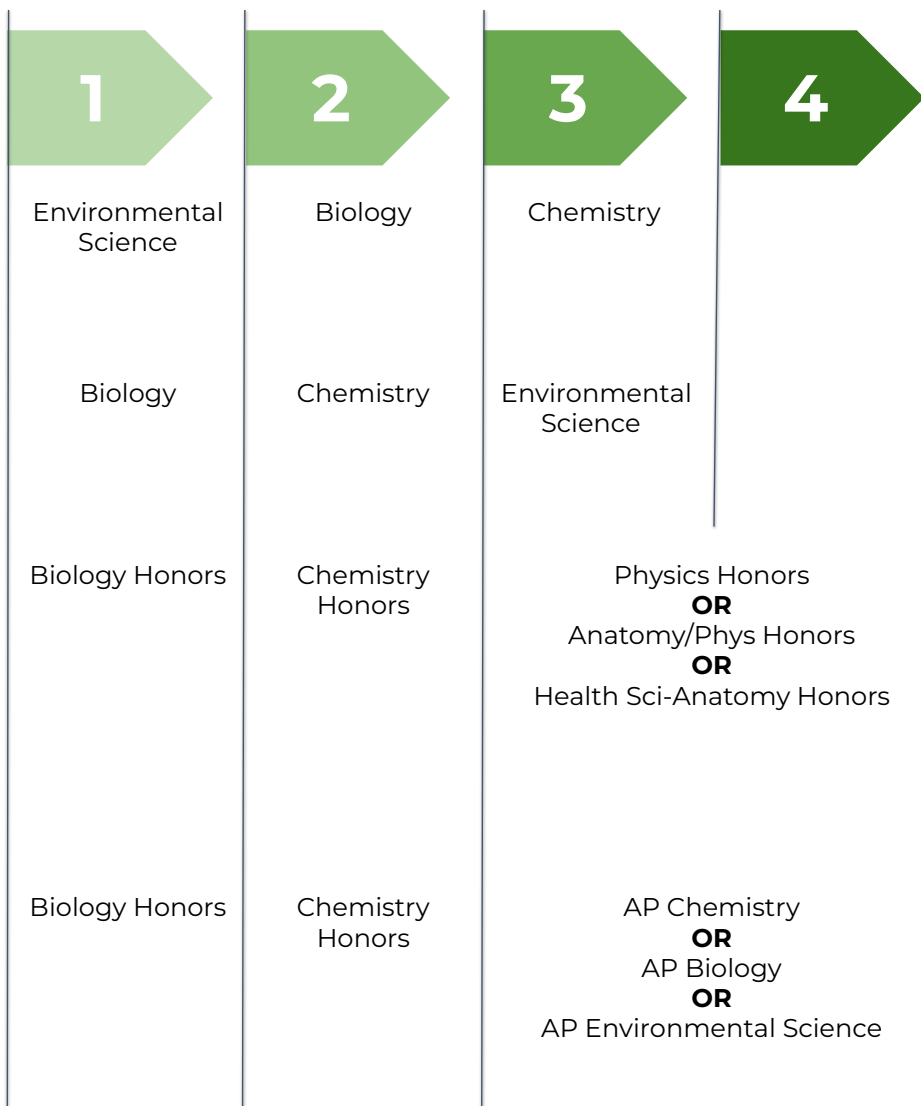 1 2 3 4
Environmental Biology Chemistry
Science
Biology Chemistry Environmental
Science
Biology Honors Chemistry Physics Honors
Honors OR
Anatomy/Phys Honors
OR
Health Sci-Anatomy Honors
Biology Honors Chemistry AP Chemistry
Honors OR
AP Biology
OR
AP Environmental Science